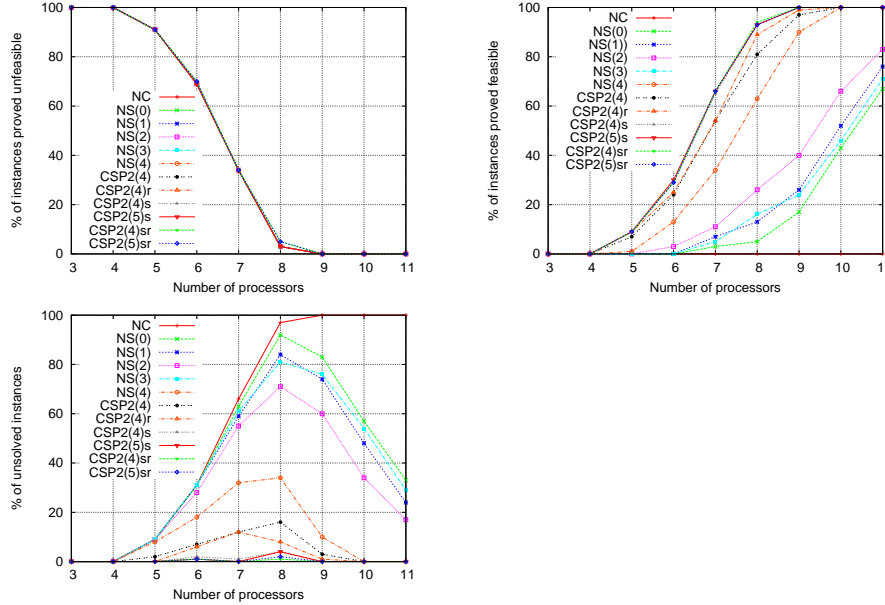 % of instances proved unfeasible
100
80
60
40
20
0
NC
NS(0)
NS(1)
NS(2)
NS(3)
NS(4)
CSP2(4)
CSP2(4)r
CSP2(4)s
CSP2(5)s
CSP2(4)sr
CSP2(5)sr
3 4 5 6 7 8 9 10 11
Number of processors
% of instances proved feasible
100
80
60
40
20
0
NC
NS(0)
NS(1))
NS(2)
NS(3)
NS(4)
CSP2(4)
CSP2(4)r
CSP2(4)s
CSP2(5)s
CSP2(4)sr
CSP2(5)sr
3 4 5 6 7 8 9 10 1
Number of processors
% of unsolved instances
100
80
60
40
20
0
NC
NS(0)
NS(1)
NS(2)
NS(3)
NS(4)
CSP2(4)
CSP2(4)r
CSP2(4)s
CSP2(5)s
CSP2(4)sr
CSP2(5)sr
3 4 5 6 7 8 9 10 11
Number of processors